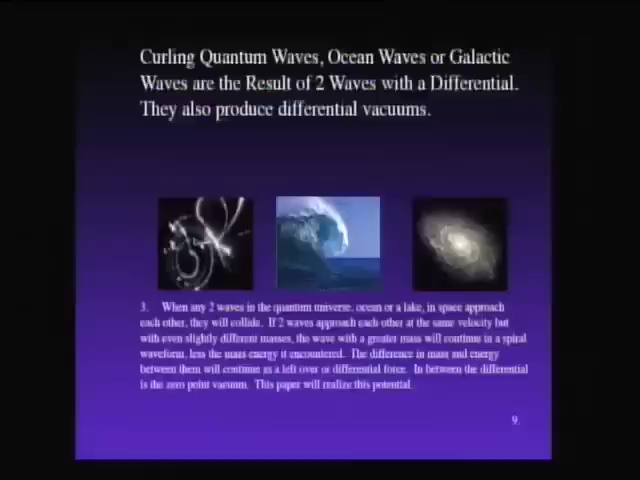 Curling Quantum Waves, Ocean Waves or Galactic
Waves are the Result of 2 Waves with a Differential.
They also produce differential vacuums.
3. When any 2 waves in the quantum universe, ocean or a lake, in space approach
each other, they will collide. If 2 waves approach each other at the same velocity but
with even slightly different masses, the wave with a greater mass will continue in a spiral
waveform, less the mass energy it encountered. The difference in mass and energy
between them will continue as a left over or differential force. In between the differential
is the zero point vacuum. This paper will realize this potential.
9.